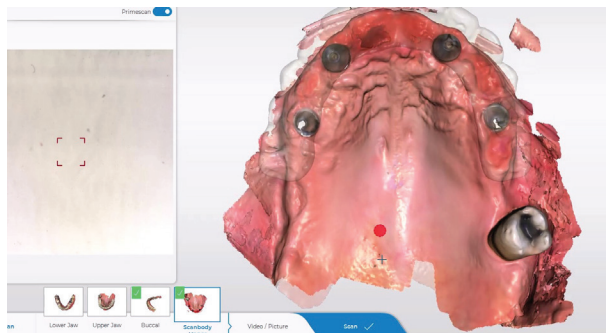 Primescan
an
Lower Jaw
Upper Jaw
Buccal
Scanbody
Video / Picture
Scan